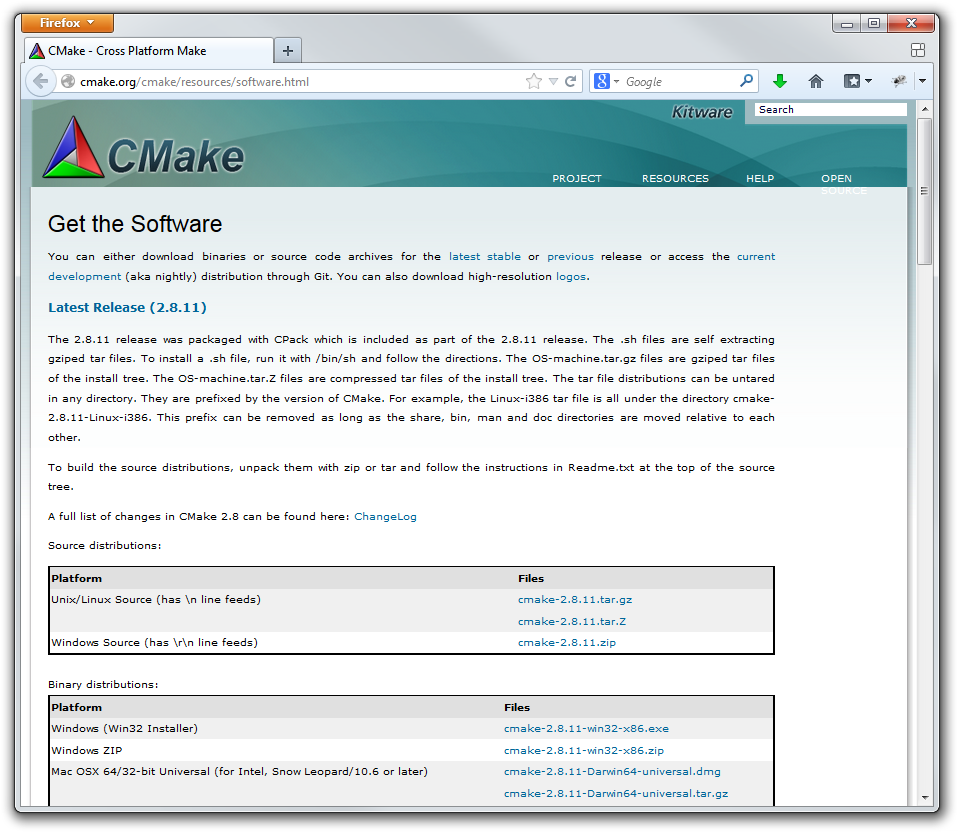 Firefox
CMake - Cross Platform Make
cmake.org/cmake/resources/software.html
Google
Kitware
Search
CMake
PROJECT RESOURCES HELP OPEN SOURCE
Get the Software
You can either download binaries or source code archives for the latest stable or previous release or access the current
development (aka nightly) distribution through Git. You can also download high-resolution logos.
Latest Release (2.8.11)
The 2.8.11 release was packaged with CPack which is included as part of the 2.8.11 release. The .sh files are self extracting
gziped tar files. To install a .sh file, run it with /bin/sh and follow the directions. The OS-machine.tar.gz files are gziped tar files
of the install tree. The OS-machine.tar.Z files are compressed tar files of the install tree. The tar file distributions can be untared
in any directory. They are prefixed by the version of CMake. For example, the Linux-i386 tar file is all under the directory cmake-
2.8.11-Linux-i386. This prefix can be removed as long as the share, bin, man and doc directories are moved relative to each
other.
To build the source distributions, unpack them with zip or tar and follow the instructions in Readme.txt at the top of the source
tree.
A full list of changes in CMake 2.8 can be found here: ChangeLog
Source distributions:
Platform Files
Unix/Linux Source (has \n line feeds) cmake-2.8.11.tar.gz
cmake-2.8.11.tar.Z
Windows Source (has \r\n line feeds) cmake-2.8.11.zip
Binary distributions:
Platform Files
Windows (Win32 Installer) cmake-2.8.11-win32-x86.exe
Windows ZIP cmake-2.8.11-win32-x86.zip
Mac OSX 64/32-bit Universal (for Intel, Snow Leopard/10.6 or later) cmake-2.8.11-Darwin64-universal.dmg
cmake-2.8.11-Darwin64-universal.tar.gz